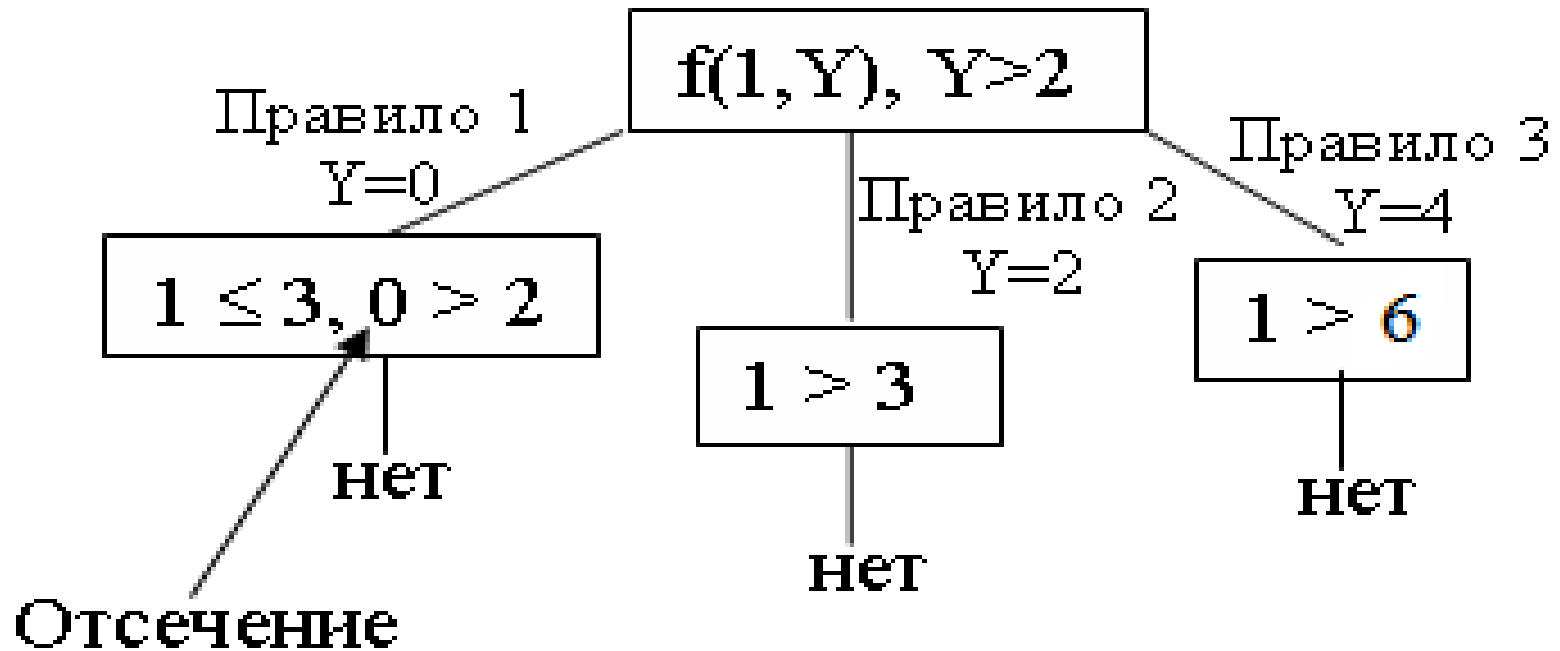 f(1,Y), Y>2
Правило 1
Y=0
Правило 2
Y=2
Правило 3
Y=4
1 ≤ 3, 0 > 2
1 > 3
1 > 6
нет
нет
нет
Отсечение